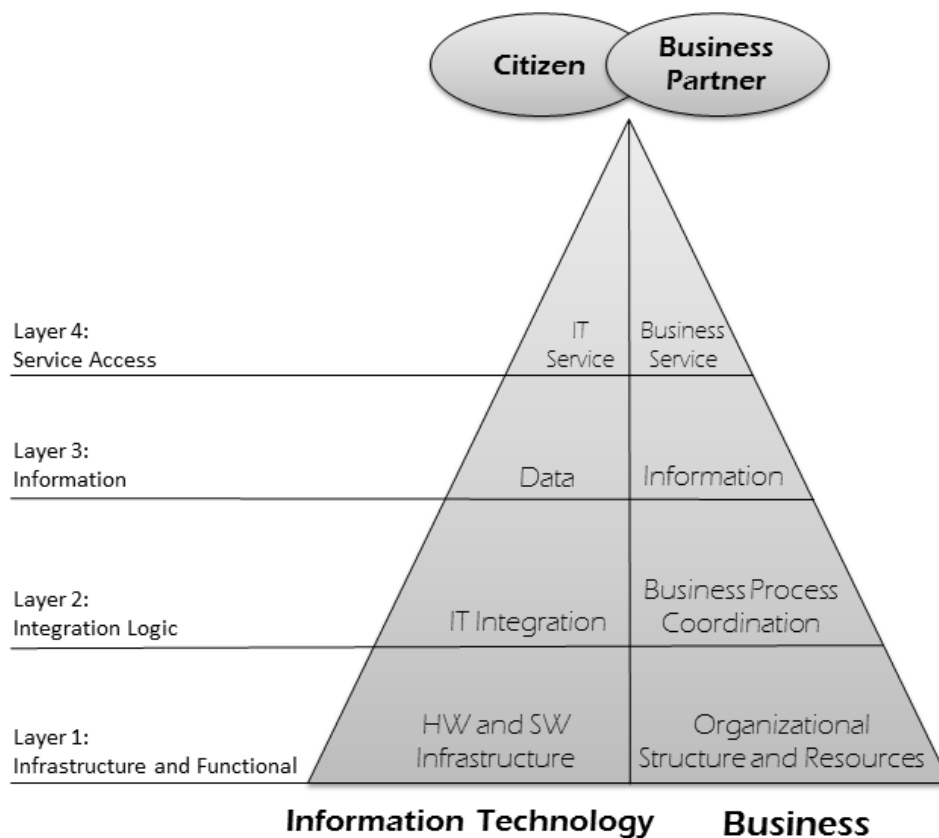 Citizen
Business
Partner
Layer 4:
Service Access
IT
Service
Business
Service
Layer 3:
Information
Data
Information
Layer 2:
Integration Logic
IT Integration
Business Process
Coordination
Layer 1:
Infrastructure and Functional
HW and SW
Infrastructure
Organizational
Structure and Resources
Information Technology
Business